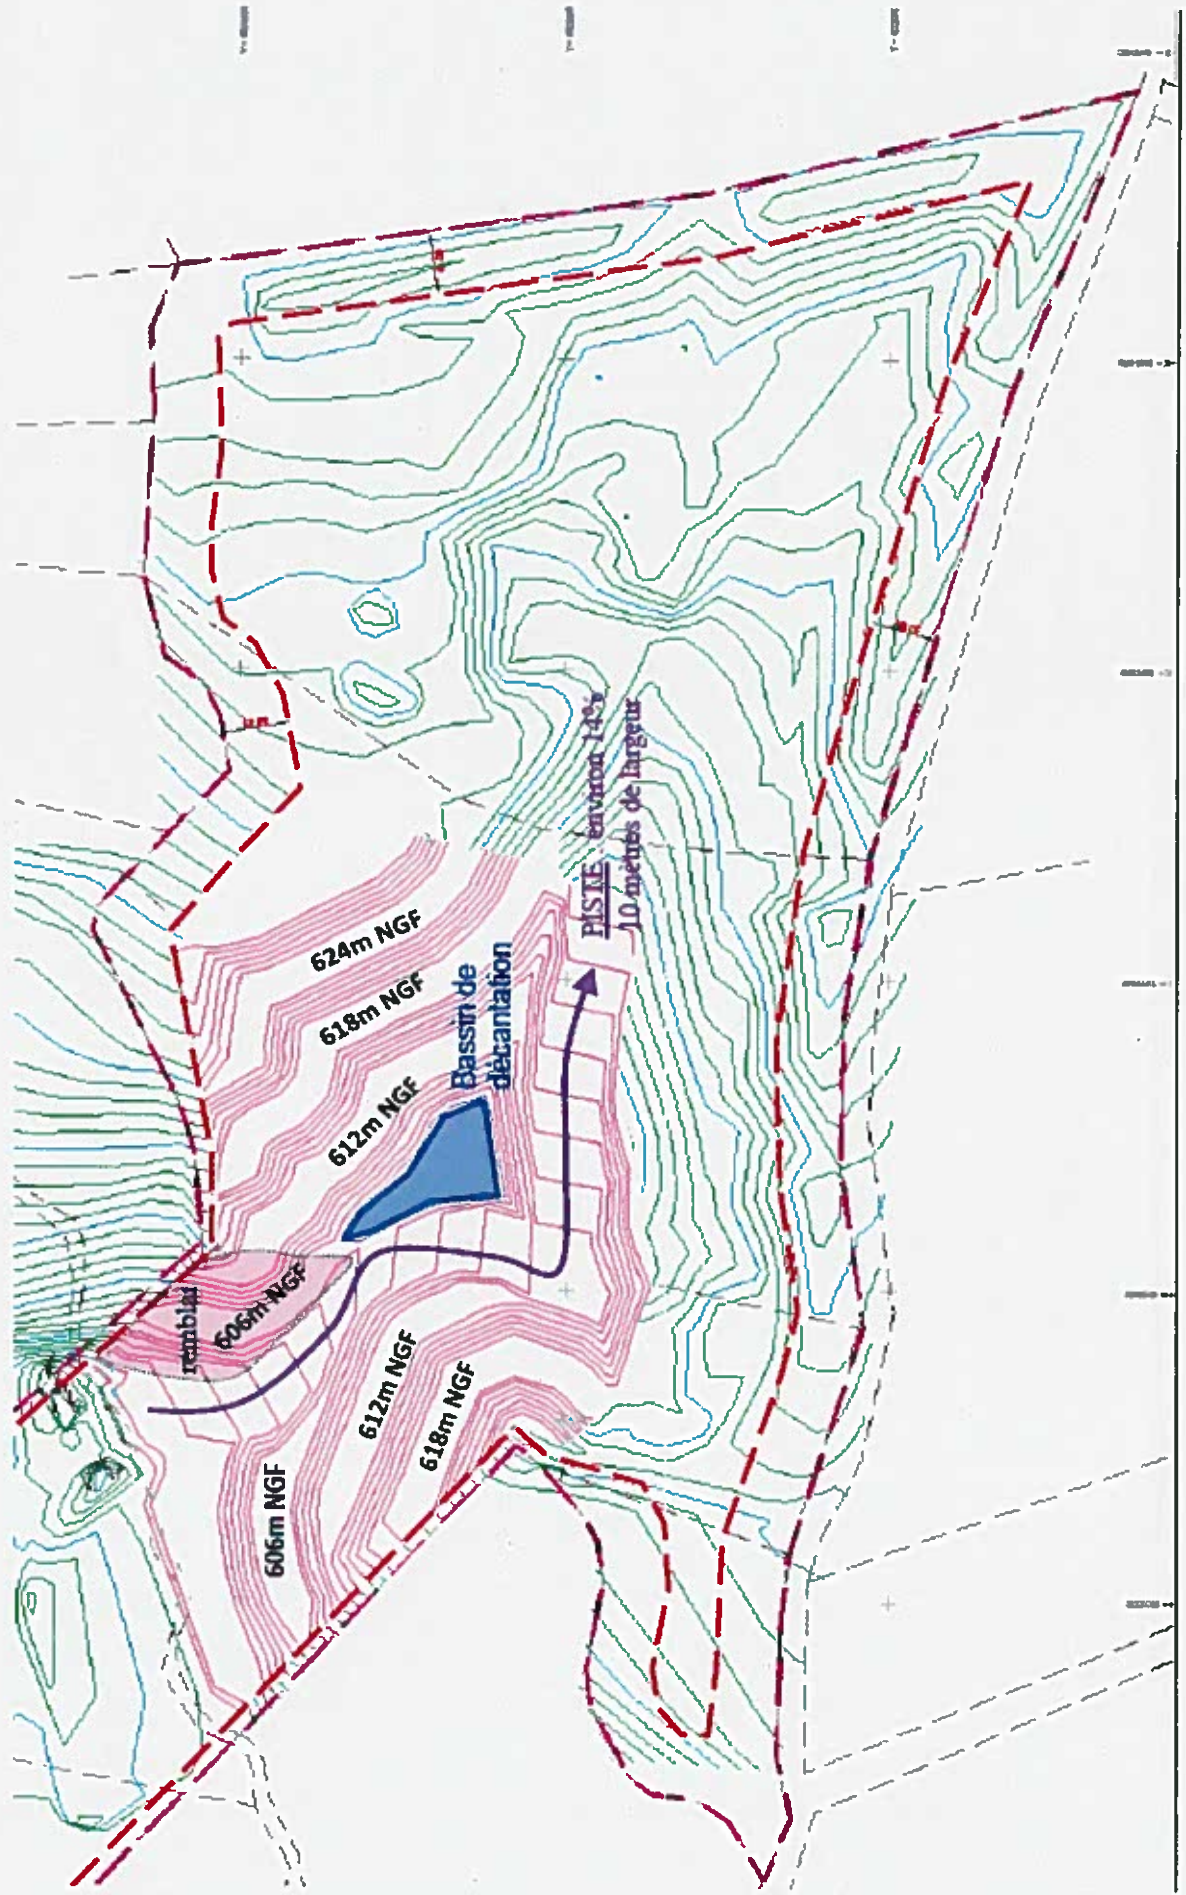 PISTE environ 14%
10 mètres de largeur
624m NGF
618m NGF
Bassin de
décantation
612m NGF
remblai
606m NGF
612m NGF
618m NGF
606m NGF